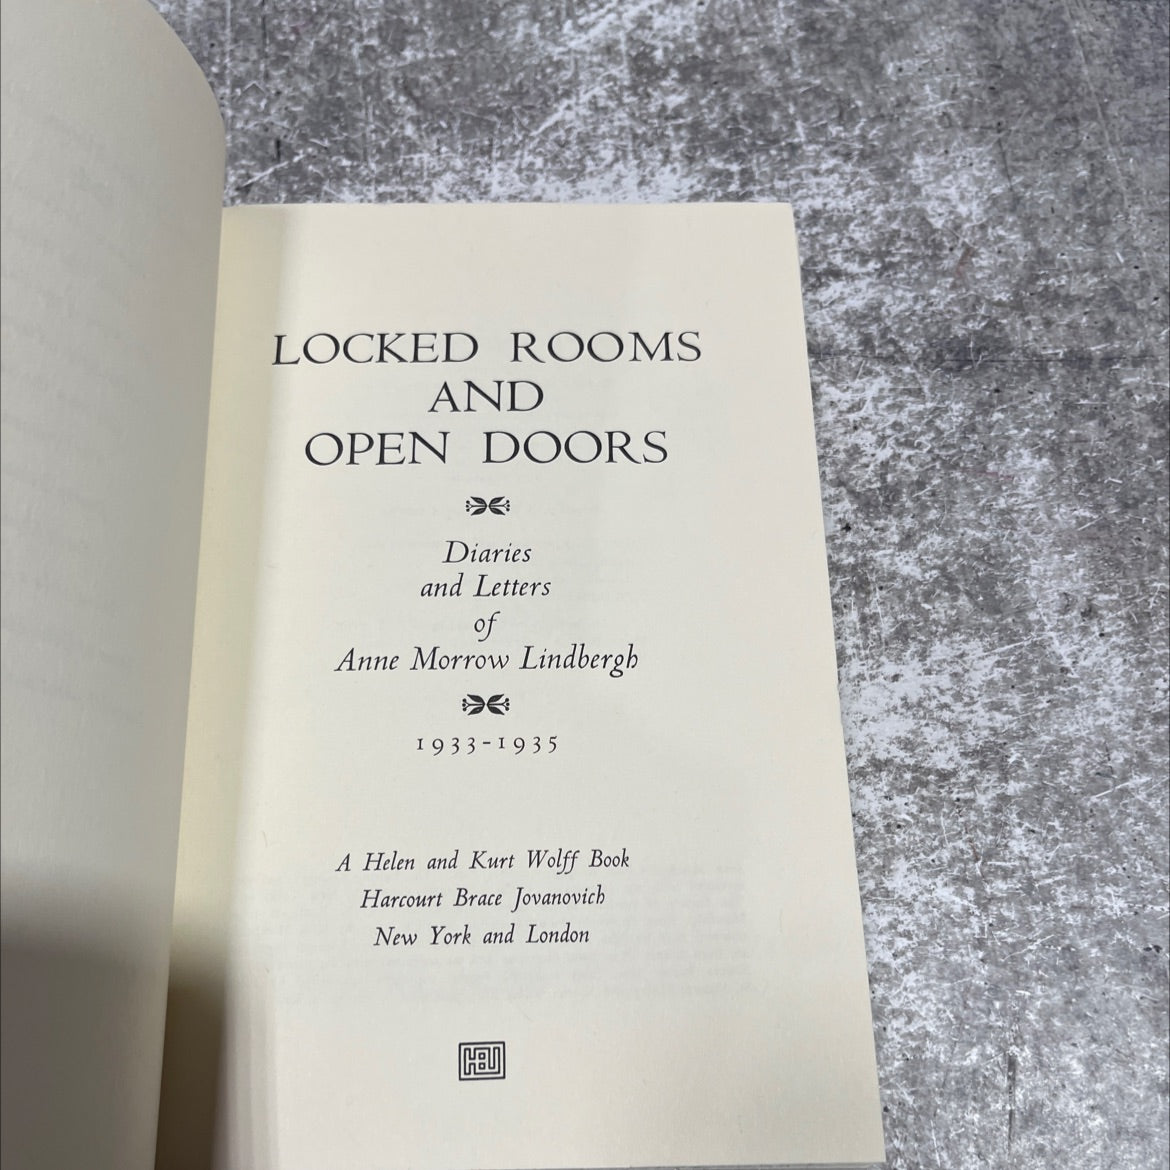 LOCKED ROOMS
AND
OPEN DOORS
Diaries
and Letters
of
Anne Morrow Lindbergh
1933-1935
A Helen and Kurt Wolff Book
Harcourt Brace Jovanovich
New York and London
HBJ